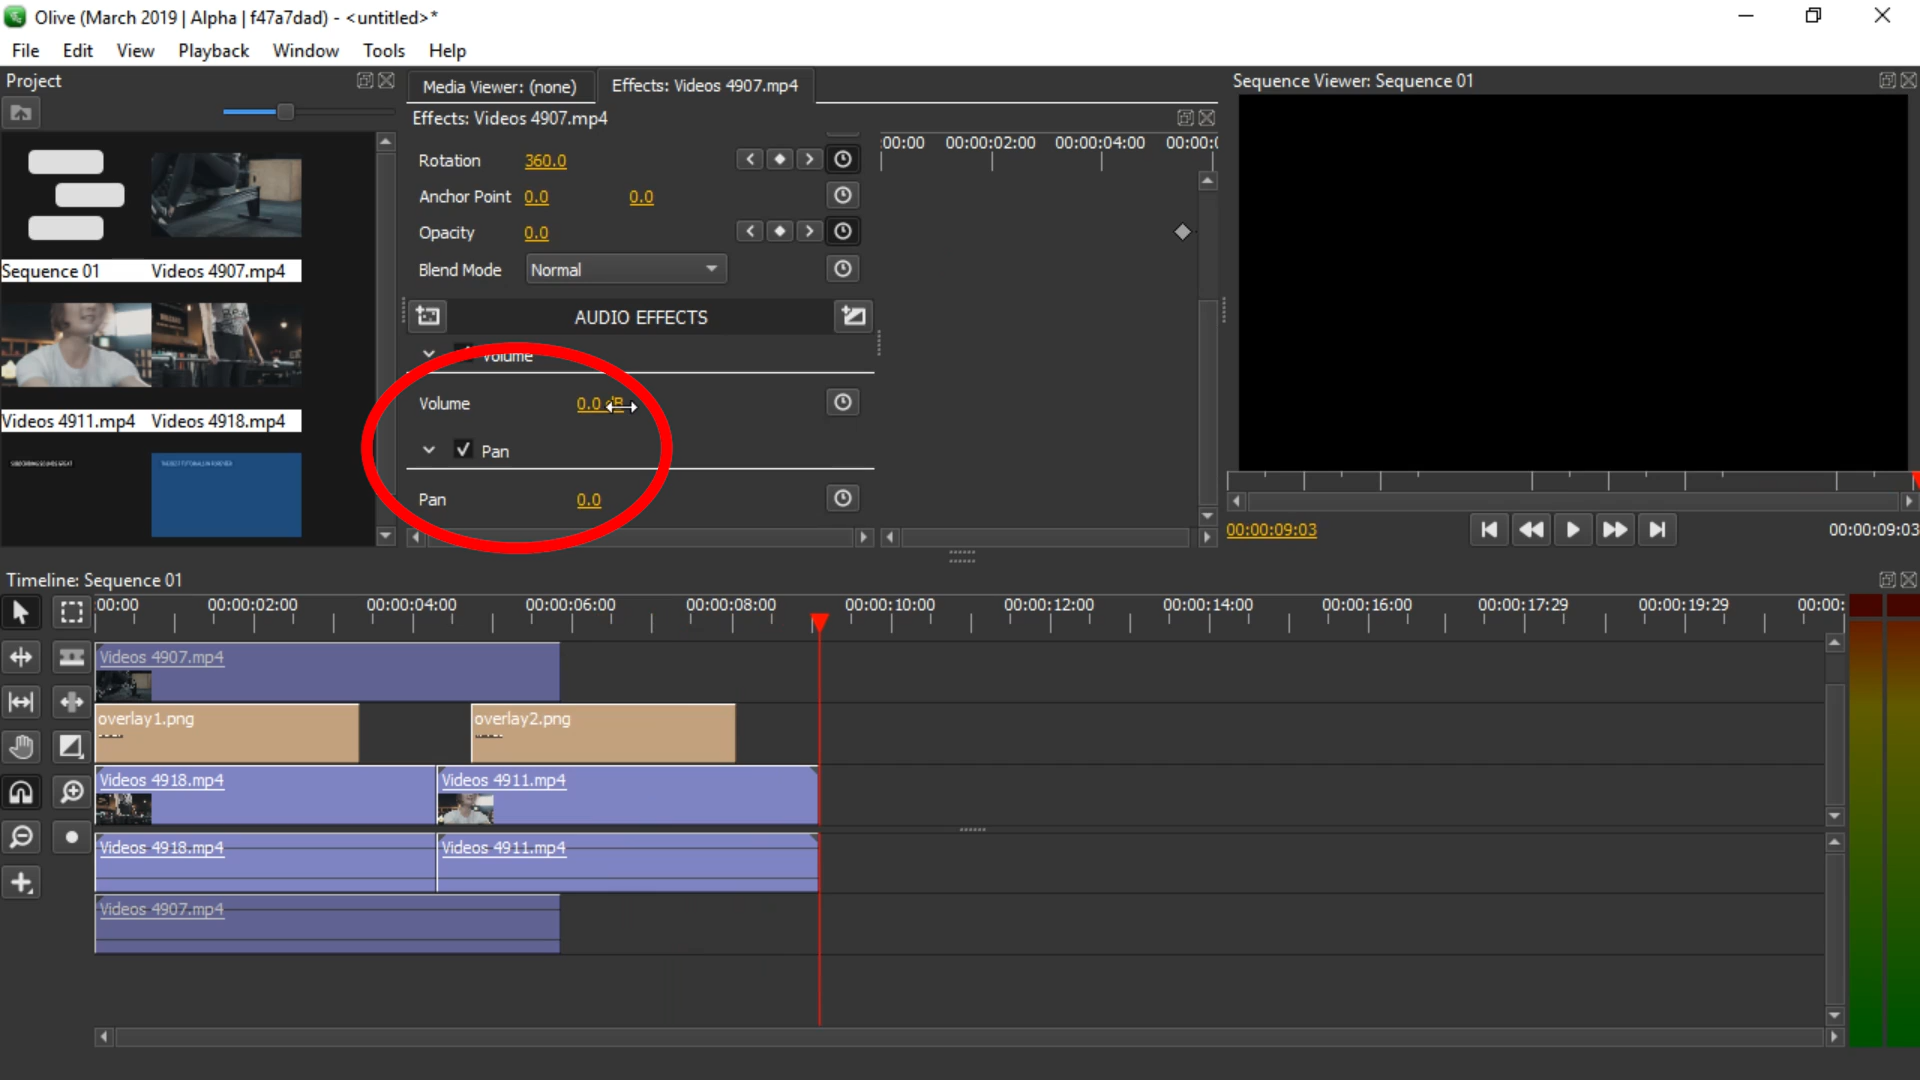 Olive (March 2019 | Alpha | f47a7dad) - <untitled>*
File Edit View Playback Window Tools Help
Project
Media Viewer: (none)
Effects: Videos 4907.mp4
Sequence Viewer: Sequence 01
Effects: Videos 4907.mp4
:00:00 00:00:02:00 00:00:04:00 00:00:0
Rotation 360.0
Anchor Point 0.0 0.0
Opacity 0.0
Blend Mode Normal
Sequence 01 Videos 4907.mp4
AUDIO EFFECTS
Volume
Volume 0.0 dB
Videos 4911.mp4 Videos 4918.mp4
Pan
Pan 0.0
00:00:09:03 00:00:09:03
Timeline: Sequence 01
:00:00 00:00:02:00 00:00:04:00 00:00:06:00 00:00:08:00 00:00:10:00 00:00:12:00 00:00:14:00 00:00:16:00 00:00:17:29 00:00:19:29 00:00:
Videos 4907.mp4
overlay1.png overlay2.png
Videos 4918.mp4 Videos 4911.mp4
Videos 4918.mp4 Videos 4911.mp4
Videos 4907.mp4